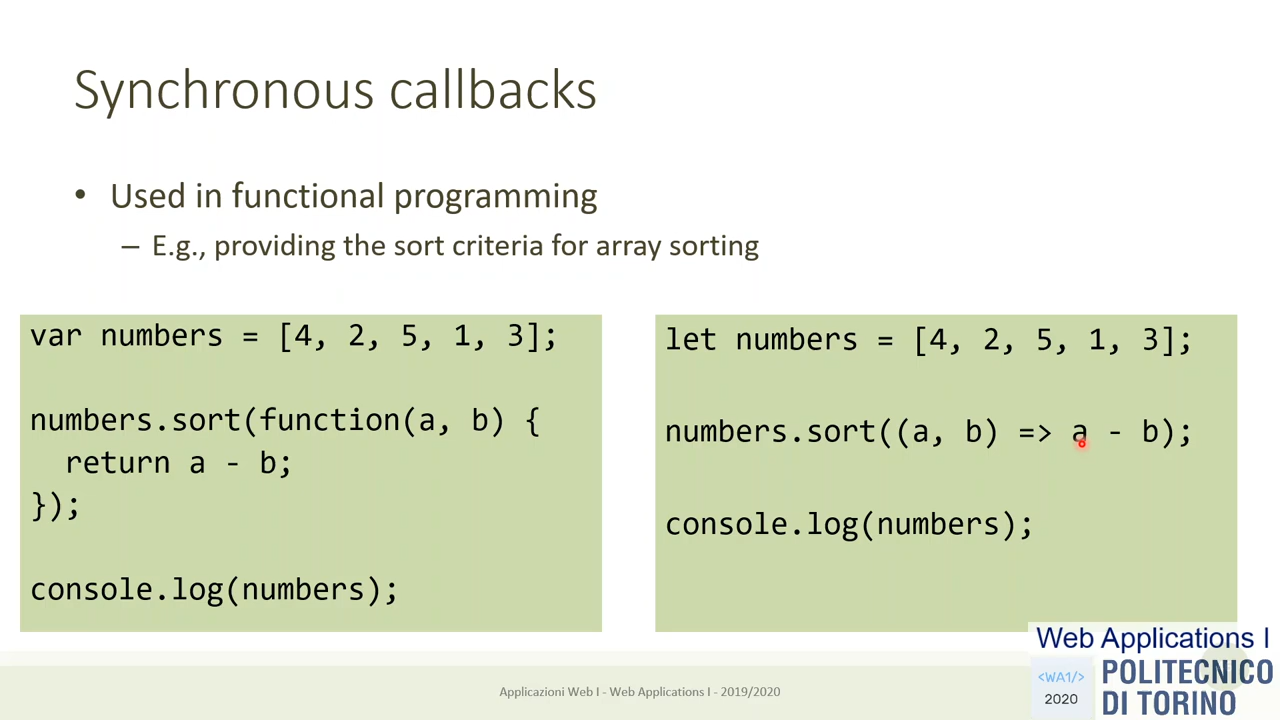 Synchronous callbacks
• Used in functional programming
– E.g., providing the sort criteria for array sorting
var numbers = [4, 2, 5, 1, 3];
numbers.sort(function(a, b) {
  return a - b;
});
console.log(numbers);
let numbers = [4, 2, 5, 1, 3];
numbers.sort((a, b) => a - b);
console.log(numbers);
Applicazioni Web I - Web Applications I - 2019/2020
Web Applications I
<WA1/>
2020
POLITECNICO
DI TORINO